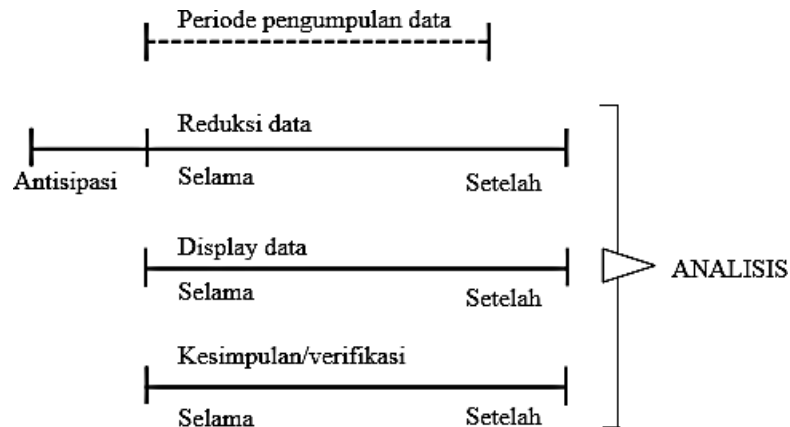 Periode pengumpulan data
Reduksi data
Antisipasi
Selama
Setelah
Display data
Selama
Setelah
ANALISIS
Kesimpulan/verifikasi
Selama
Setelah